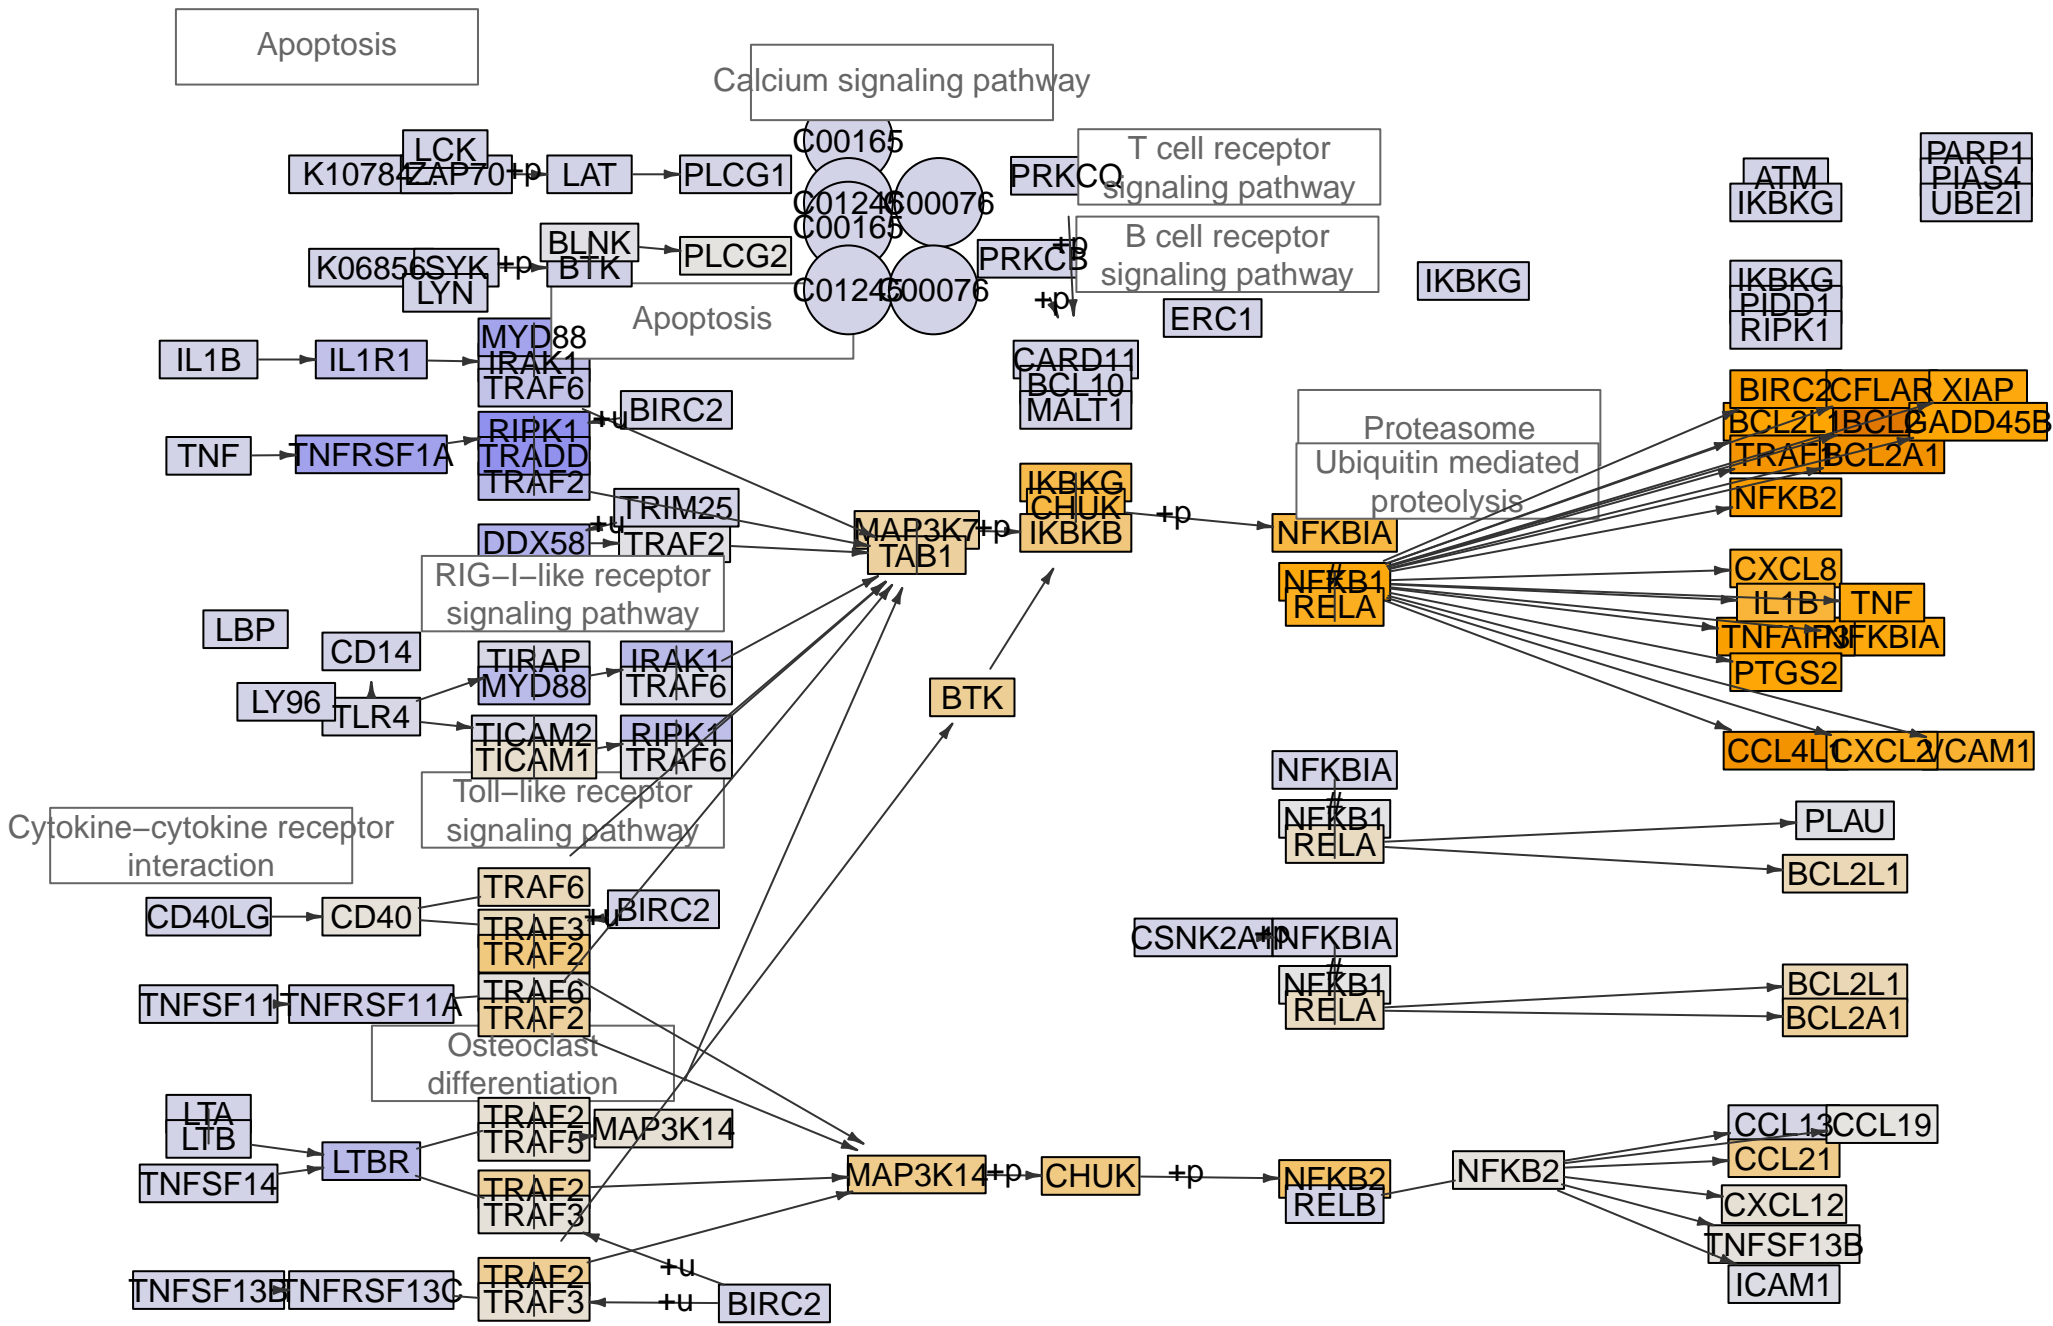 Apoptosis
Calcium signaling pathway
LCK
K10784
ZAP70
+p
LAT
PLCG1
C00165
C01245
C00076
C00165
C01245
C00076
PRKCQ
T cell receptor
signaling pathway
PRKCB
+p
B cell receptor
signaling pathway
+p
ATM
IKBKG
PARP1
PIAS4
UBE2I
K06856
SYK
+p
LYN
BLNK
BTK
PLCG2
Apoptosis
ERC1
IKBKG
IKBKG
PIDD1
RIPK1
IL1B
IL1R1
MYD88
IRAK1
TRAF6
CARD11
BCL10
MALT1
TNF
TNFRSF1A
RIPK1
TRADD
TRAF2
+u
BIRC2
Proteasome
Ubiquitin mediated
proteolysis
BIRC2
CFLAR
XIAP
BCL2L1
BCL2
GADD45B
TRAF1
BCL2A1
NFKB2
DDX58
+u
TRIM25
TRAF2
MAP3K7
TAB1
+p
IKBKG
CHUK
IKBKB
+p
NFKBIA
NFKB1
RELA
CXCL8
IL1B
TNF
TNFAIP3
NFKBIA
PTGS2
CCL4L1
CXCL2
VCAM1
RIG−I−like receptor
signaling pathway
LBP
CD14
LY96
TLR4
TIRAP
MYD88
IRAK1
TRAF6
TICAM2
TICAM1
RIPK1
TRAF6
BTK
Toll−like receptor
signaling pathway
Cytokine−cytokine receptor
interaction
NFKBIA
#
NFKB1
RELA
PLAU
BCL2L1
CD40LG
CD40
TRAF6
TRAF3
TRAF2
+u
BIRC2
CSNK2A1
+p
NFKBIA
#
NFKB1
RELA
BCL2L1
BCL2A1
TNFSF11
TNFRSF11A
TRAF6
TRAF2
Osteoclast
differentiation
LTA
LTB
TNFSF14
LTBR
TRAF2
TRAF5
MAP3K14
TRAF2
TRAF3
MAP3K14
+p
CHUK
+p
NFKB2
RELB
NFKB2
CCL13
CCL19
CCL21
CXCL12
TNFSF13B
ICAM1
TNFSF13B
TNFRSF13C
TRAF2
TRAF3
+u
+u
BIRC2